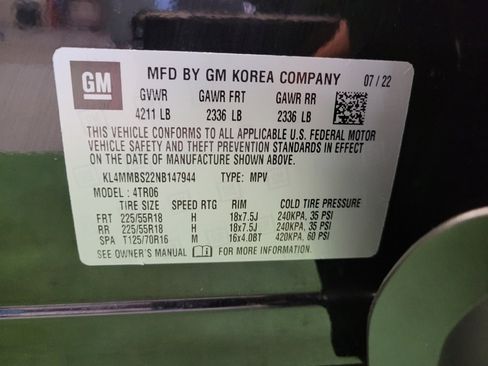 GM
MFD BY GM KOREA COMPANY 07 / 22
GVWR GAWR FRT GAWR RR
4211 LB 2336 LB 2336 LB
THIS VEHICLE CONFORMS TO ALL APPLICABLE U.S. FEDERAL MOTOR
VEHICLE SAFETY AND THEFT PREVENTION STANDARDS IN EFFECT
ON THE DATE OF MANUFACTURE SHOWN ABOVE.
KL4MMBS22NB147944 TYPE: MPV
MODEL : 4TR06
TIRE SIZE SPEED RTG RIM COLD TIRE PRESSURE
FRT 225/55R18 H 18x7.5J 240KPA, 35 PSI
RR 225/55R18 H 18x7.5J 240KPA, 35 PSI
SPA T125/70R16 M 16x4.0BT 420KPA, 60 PSI
SEE OWNER'S MANUAL FOR MORE INFORMATION.